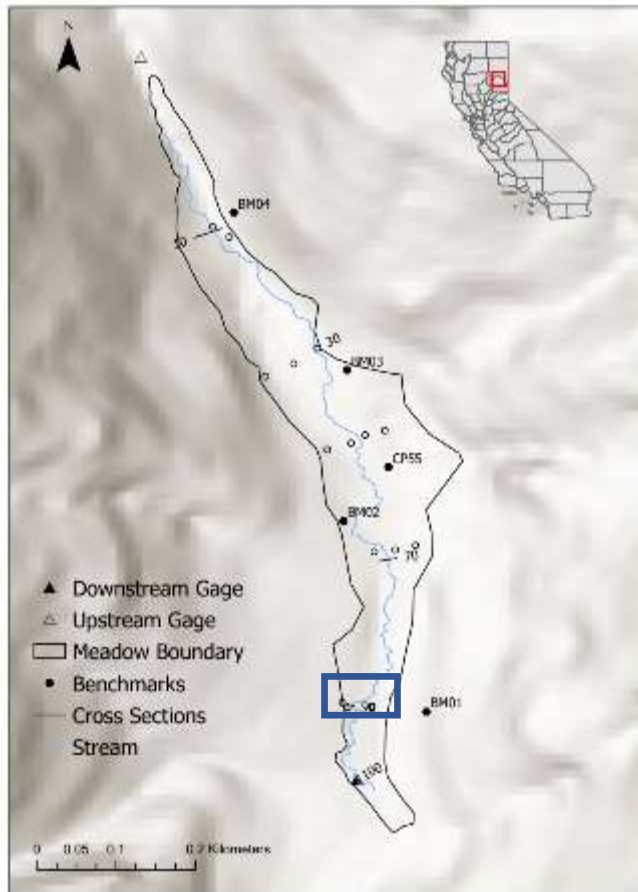 N
BM04
10
30
BM03
CP55
BM02
70
Downstream Gage
Upstream Gage
Meadow Boundary
Benchmarks
Cross Sections
Stream
90
BM01
100
0 0.05 0.1 0.2 Kilometers